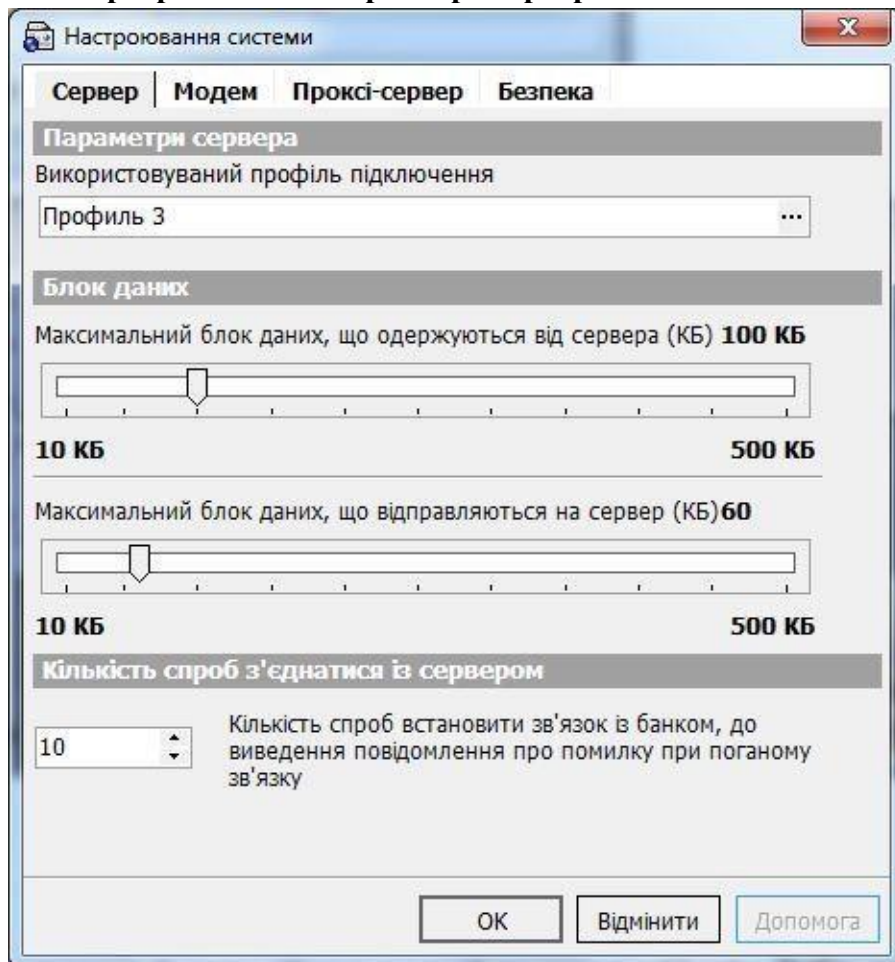 Настроювання системи
Сервер Модем Проксі-сервер Безпека
Параметри сервера
Використовуваний профіль підключення
Профиль 3 ...
Блок даних
Максимальний блок даних, що одержуються від сервера (КБ) 100 КБ
10 КБ 500 КБ
Максимальний блок даних, що відправляються на сервер (КБ)60
10 КБ 500 КБ
Кількість спроб з'єднатися із сервером
10
Кількість спроб встановити зв'язок із банком, до
виведення повідомлення про помилку при поганому
зв'язку
OK Відмінити Допомога